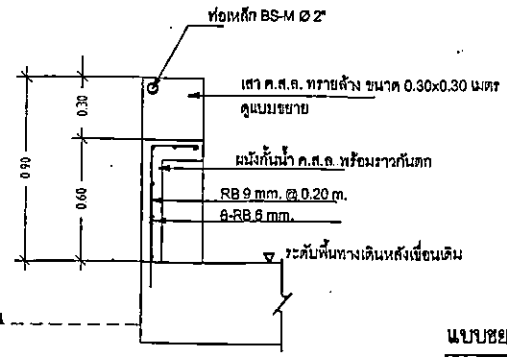 ท่อเหล็ก BS-M Ø 2"
เสา ค.ส.ล. ทรายล้าง ขนาด 0.30x0.30 เมตร
ดูแบบขยาย
0.30
0.90
ผนังกั้นน้ำ ค.ส.ล. พร้อมราวกันตก
0.60
RB 9 mm. @ 0.20 m.
6-RB 6 mm.
ระดับพื้นทางเดินหลังเขื่อนเดิม
แบบขย